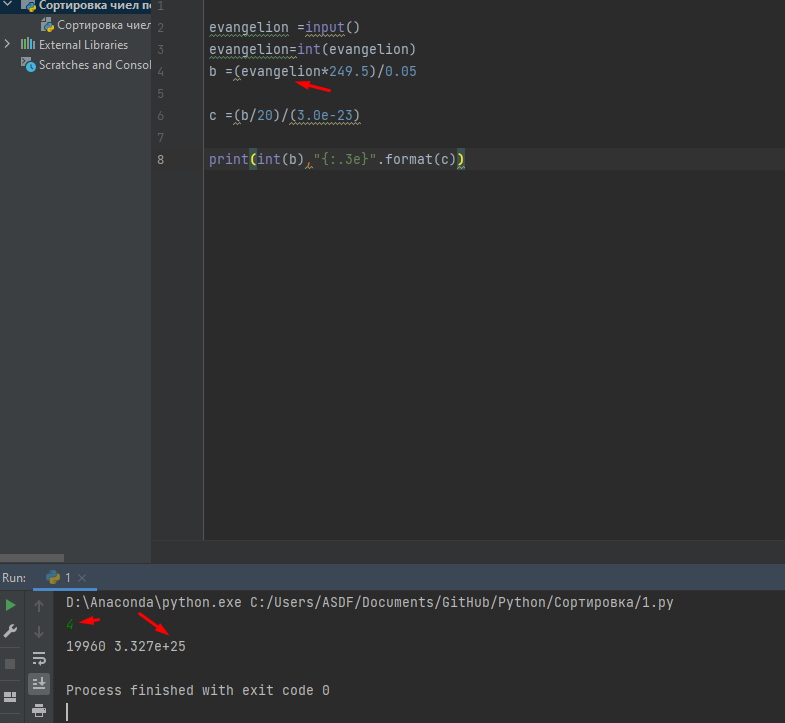 Сортировка чиел по
Сортировка чиел
External Libraries
Scratches and Consol
1
2 evangelion =input()
3 evangelion=int(evangelion)
4 b =(evangelion*249.5)/0.05
5
6 c =(b/20)/(3.0e-23)
7
8 print(int(b),"{:.3e}".format(c))
Run: 1
D:\Anaconda\python.exe C:/Users/ASDF/Documents/GitHub/Python/Сортировка/1.py
4
19960 3.327e+25
Process finished with exit code 0